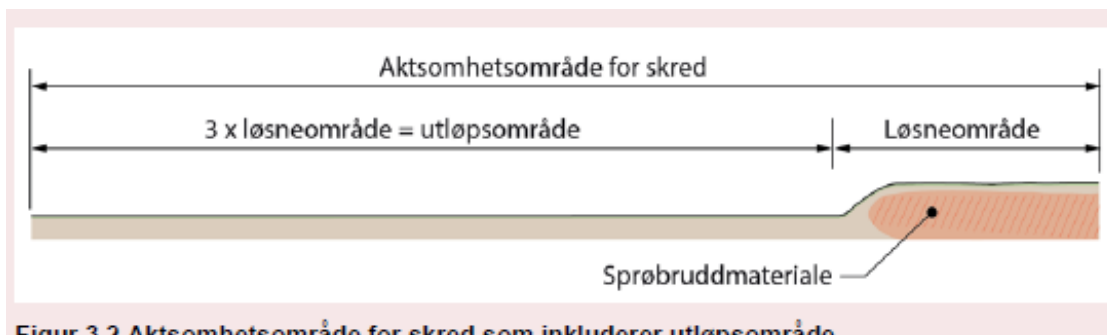 Aktsomhetsområde for skred
3 x løsneområde = utløpsområde
Løsneområde
Sprøbruddmateriale
Figur 3.2 Aktsomhetsområde for skred som inkluderer utløpsområde